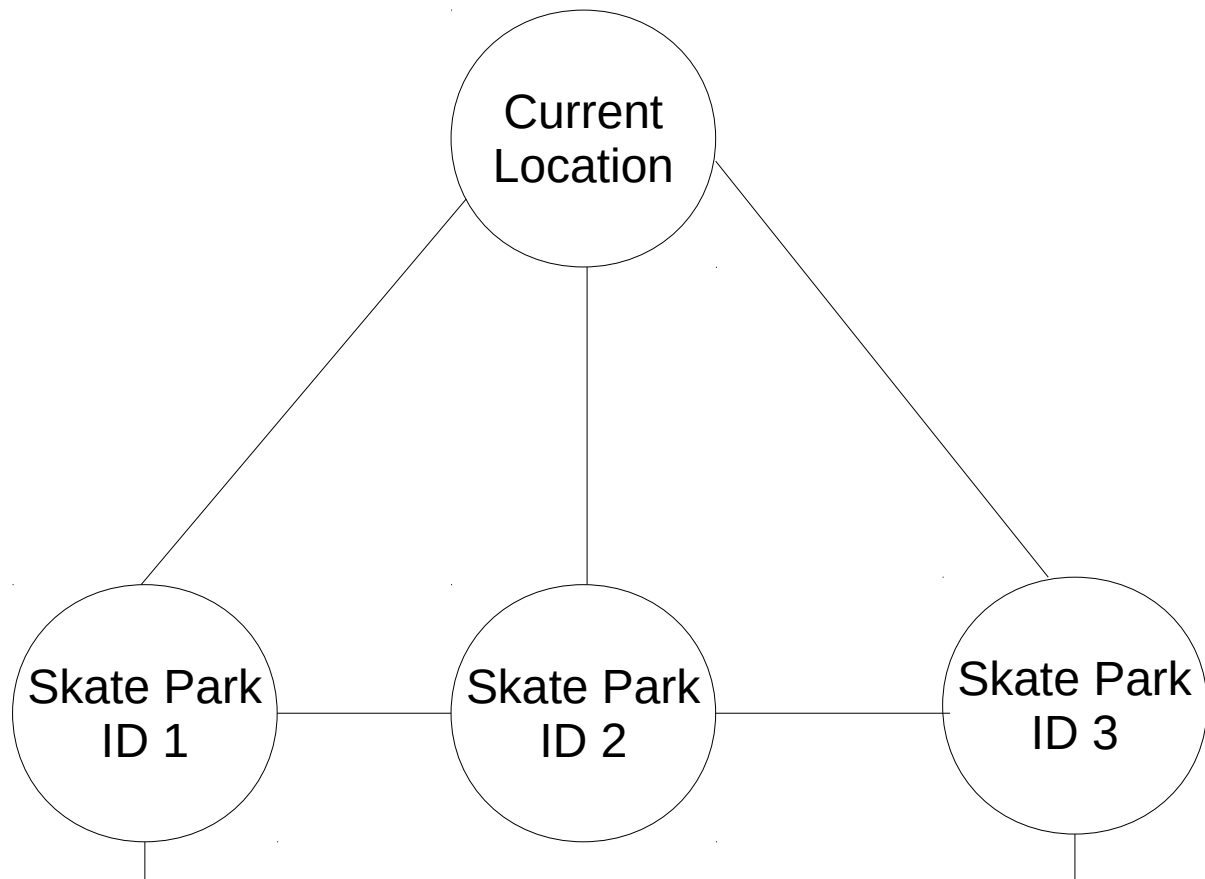 Current
Location
Skate Park
ID 1
Skate Park
ID 2
Skate Park
ID 3